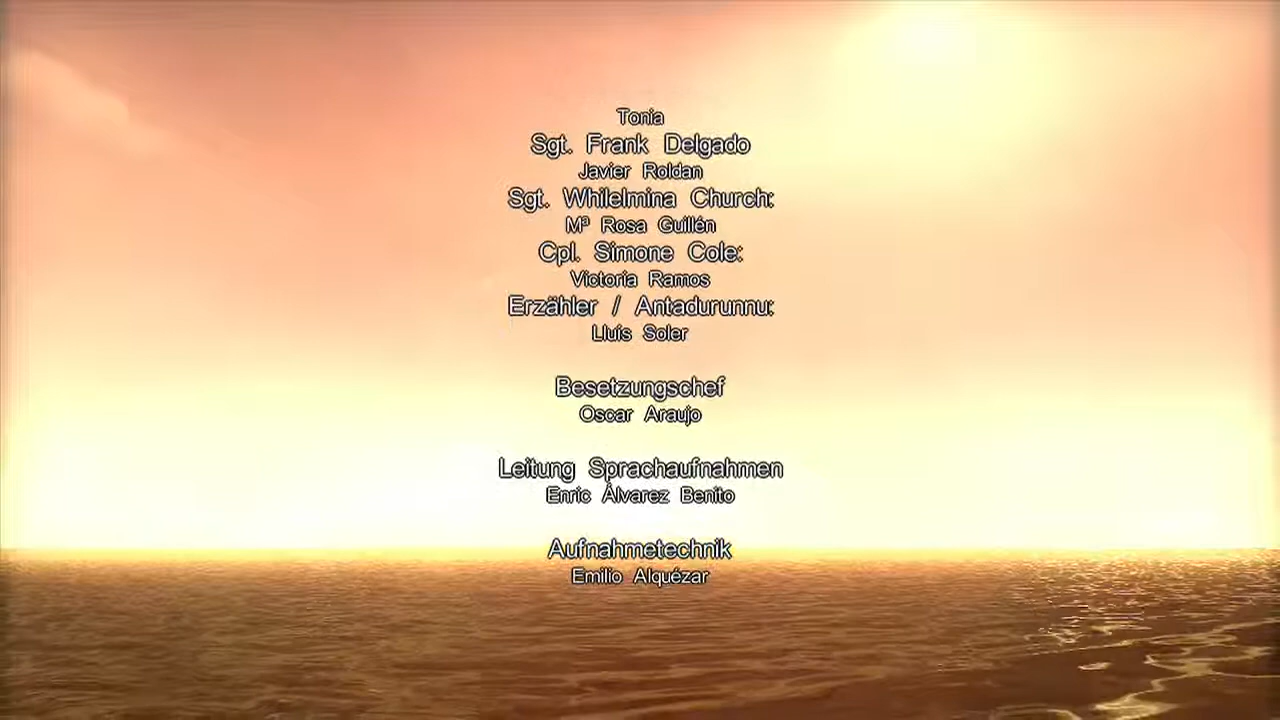 Tonia
Sgt. Frank Delgado
Javier Roldan
Sgt. Whilelmina Church:
Mª Rosa Guillén
Cpl. Simone Cole:
Victoria Ramos
Erzähler / Antadurunnu:
Lluís Soler
Besetzungschef
Oscar Araujo
Leitung Sprachaufnahmen
Enric Álvarez Benito
Aufnahmetechnik
Emilio Alquézar